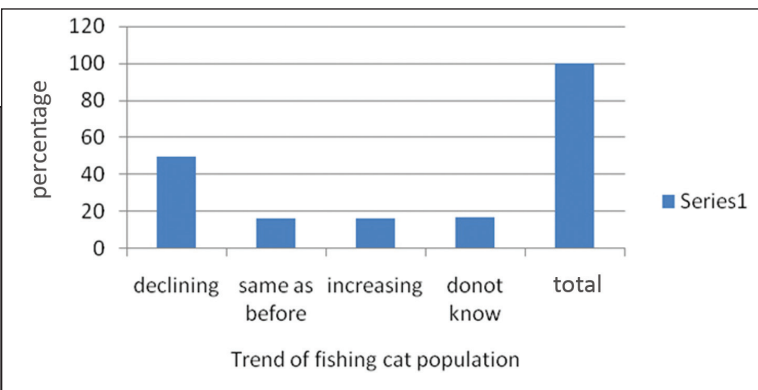 120
100
80
60
40
20
0
percentage
declining same as increasing donot total
before know
Trend of fishing cat population
Series1